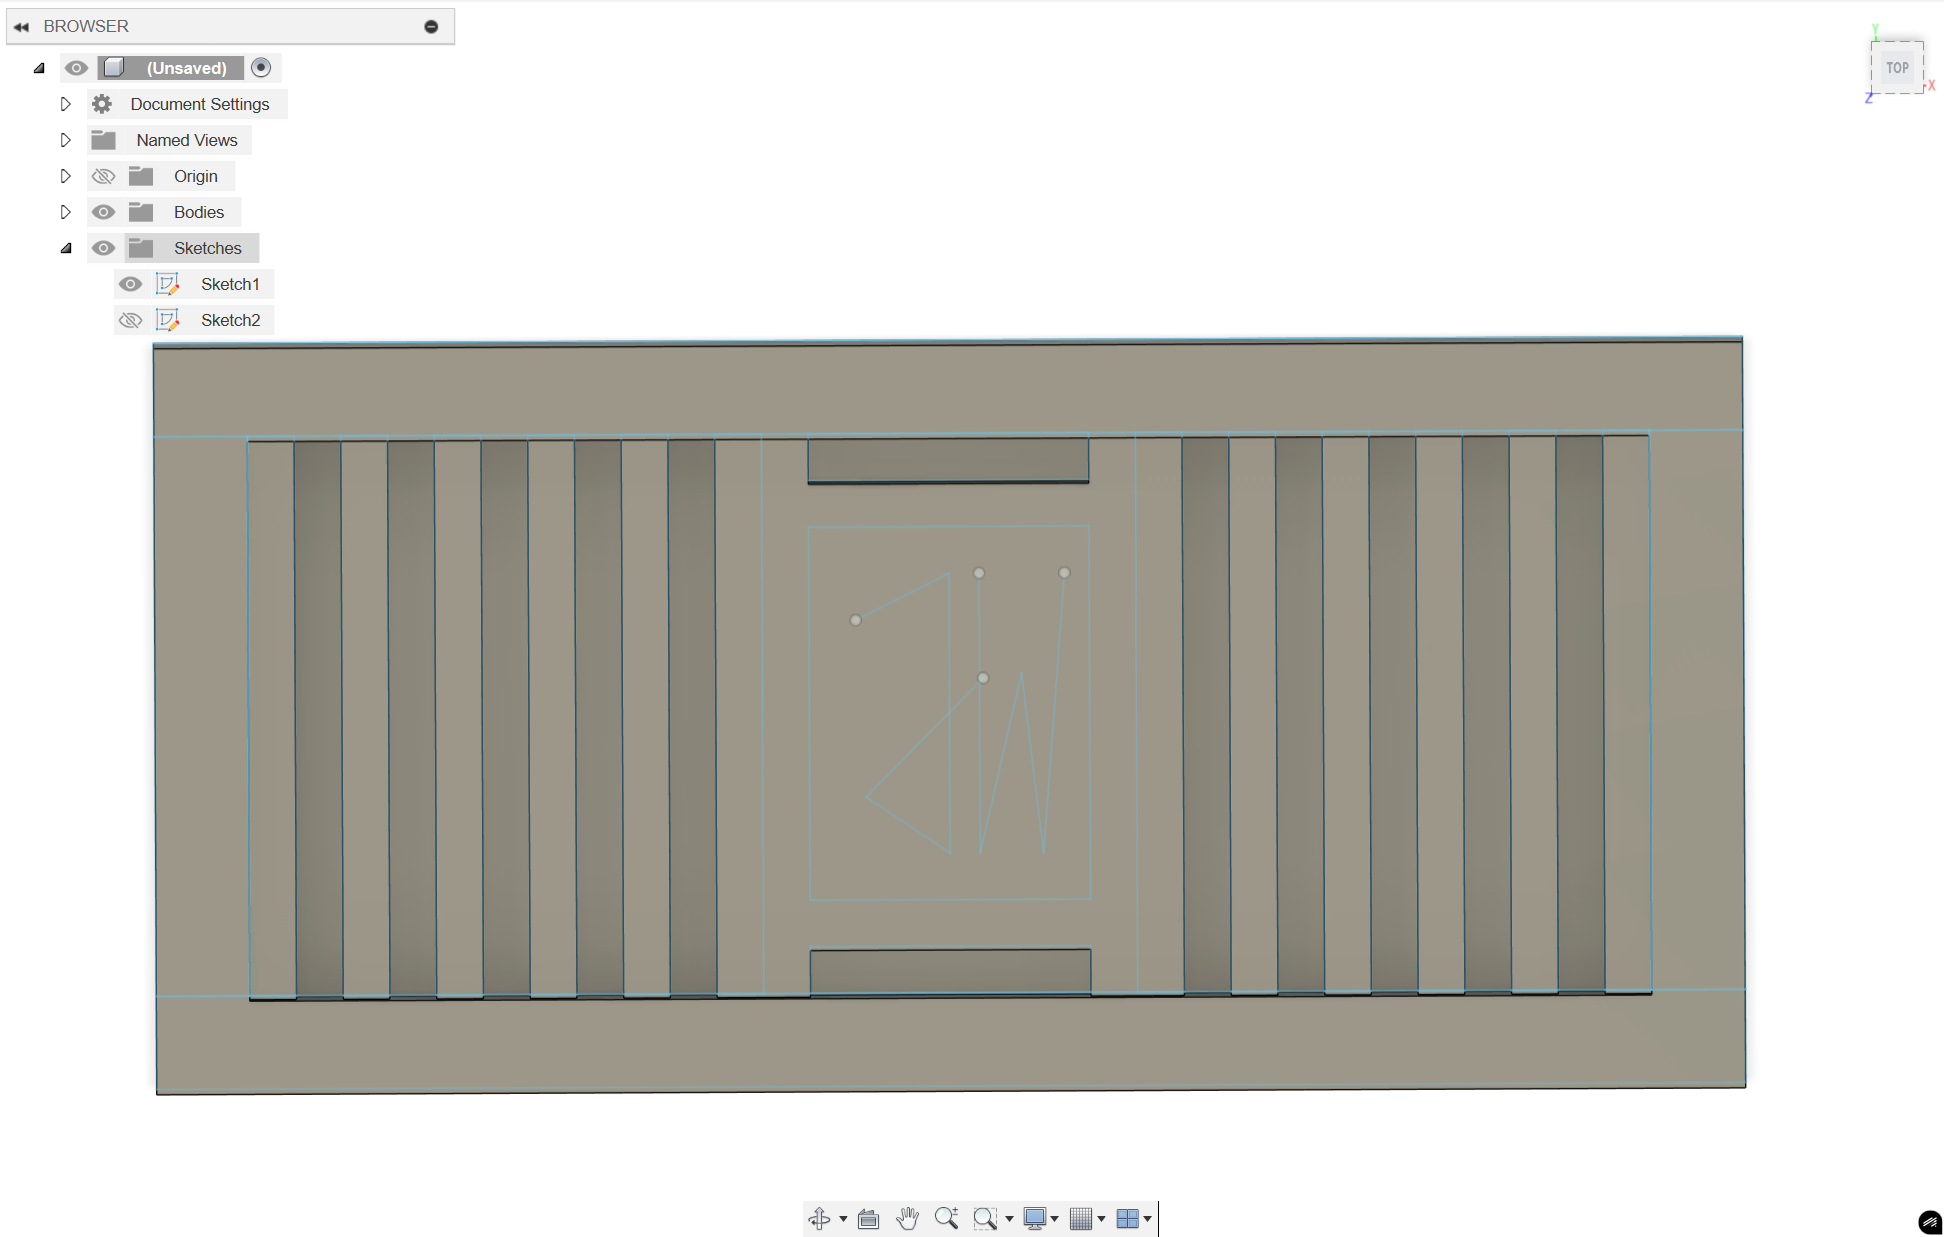 BROWSER
(Unsaved)
Document Settings
Named Views
Origin
Bodies
Sketches
Sketch1
Sketch2
Y
TOP
X
Z